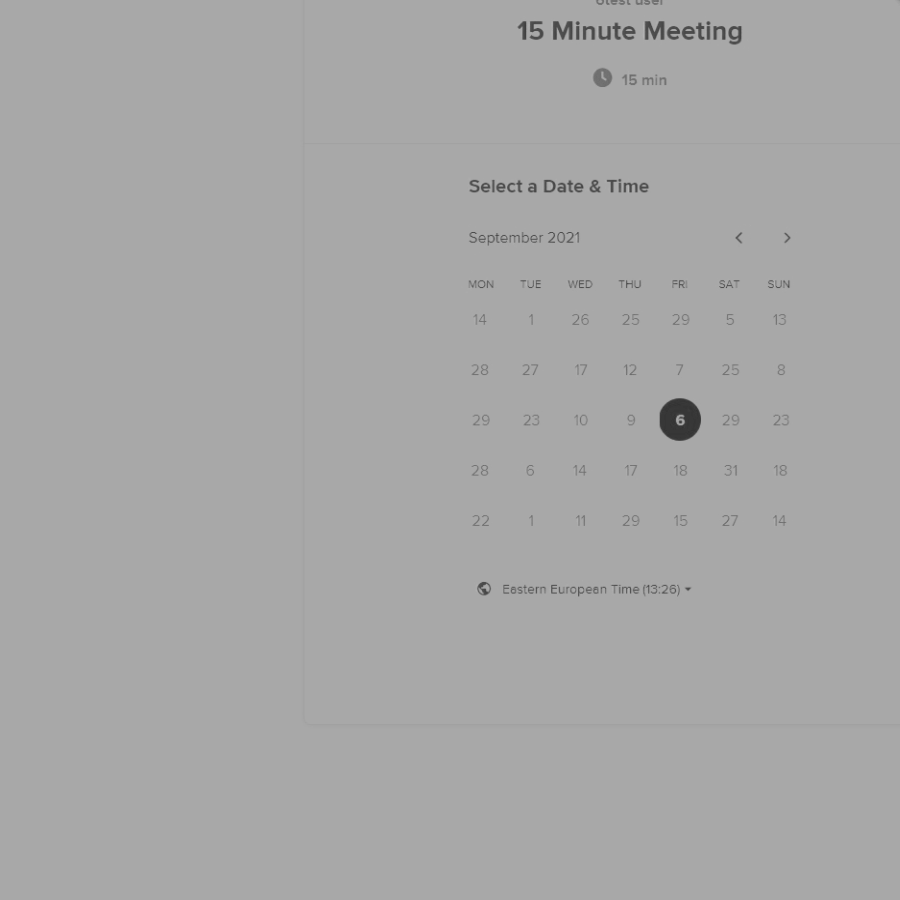 0test user
15 Minute Meeting
15 min
Select a Date & Time
September 2021
MON TUE WED THU FRI SAT SUN
14 1 26 25 29 5 13
28 27 17 12 7 25 8
29 23 10 9 6 29 23
28 6 14 17 18 31 18
22 1 11 29 15 27 14
Eastern European Time (13:26)